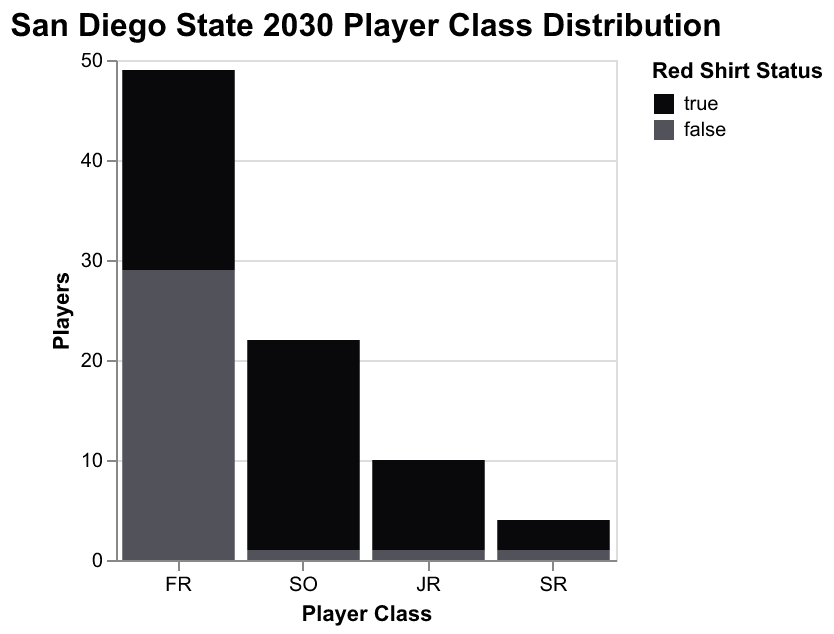 San Diego State 2030 Player Class Distribution
Red Shirt Status
true
false
50
40
30
20
10
0
Players
FR SO JR SR
Player Class